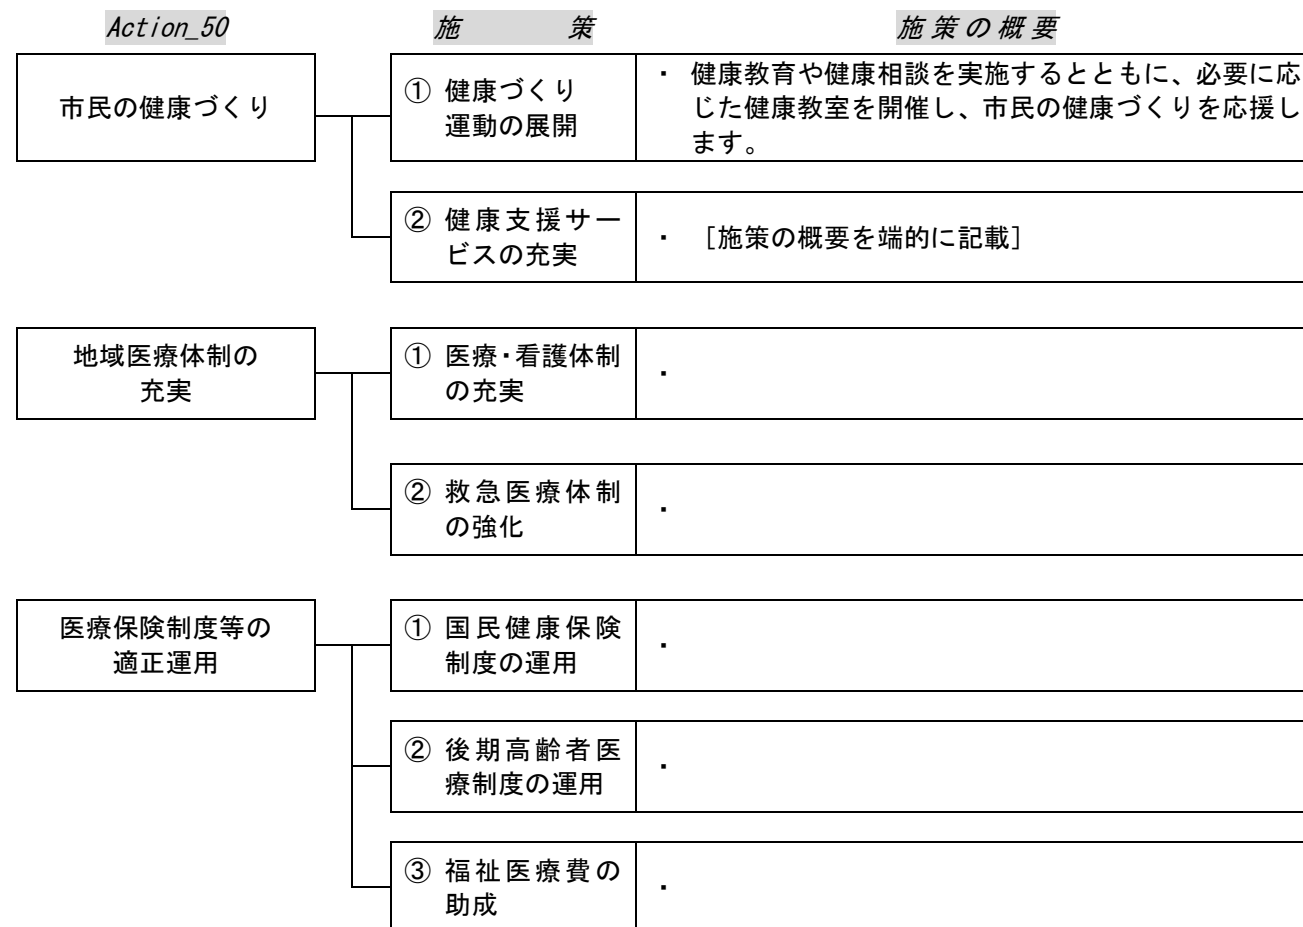 Action_50 施 策 施策の概要
市民の健康づくり
① 健康づくり
運動の展開
・ 健康教育や健康相談を実施するとともに、必要に応
じた健康教室を開催し、市民の健康づくりを応援し
ます。
② 健康支援サー
ビスの充実
・ [施策の概要を端的に記載]
地域医療体制の
充実
① 医療・看護体制
の充実
・
② 救急医療体制
の強化
・
医療保険制度等の
適正運用
① 国民健康保険
制度の運用
・
② 後期高齢者医
療制度の運用
・
③ 福祉医療費の
助成
・